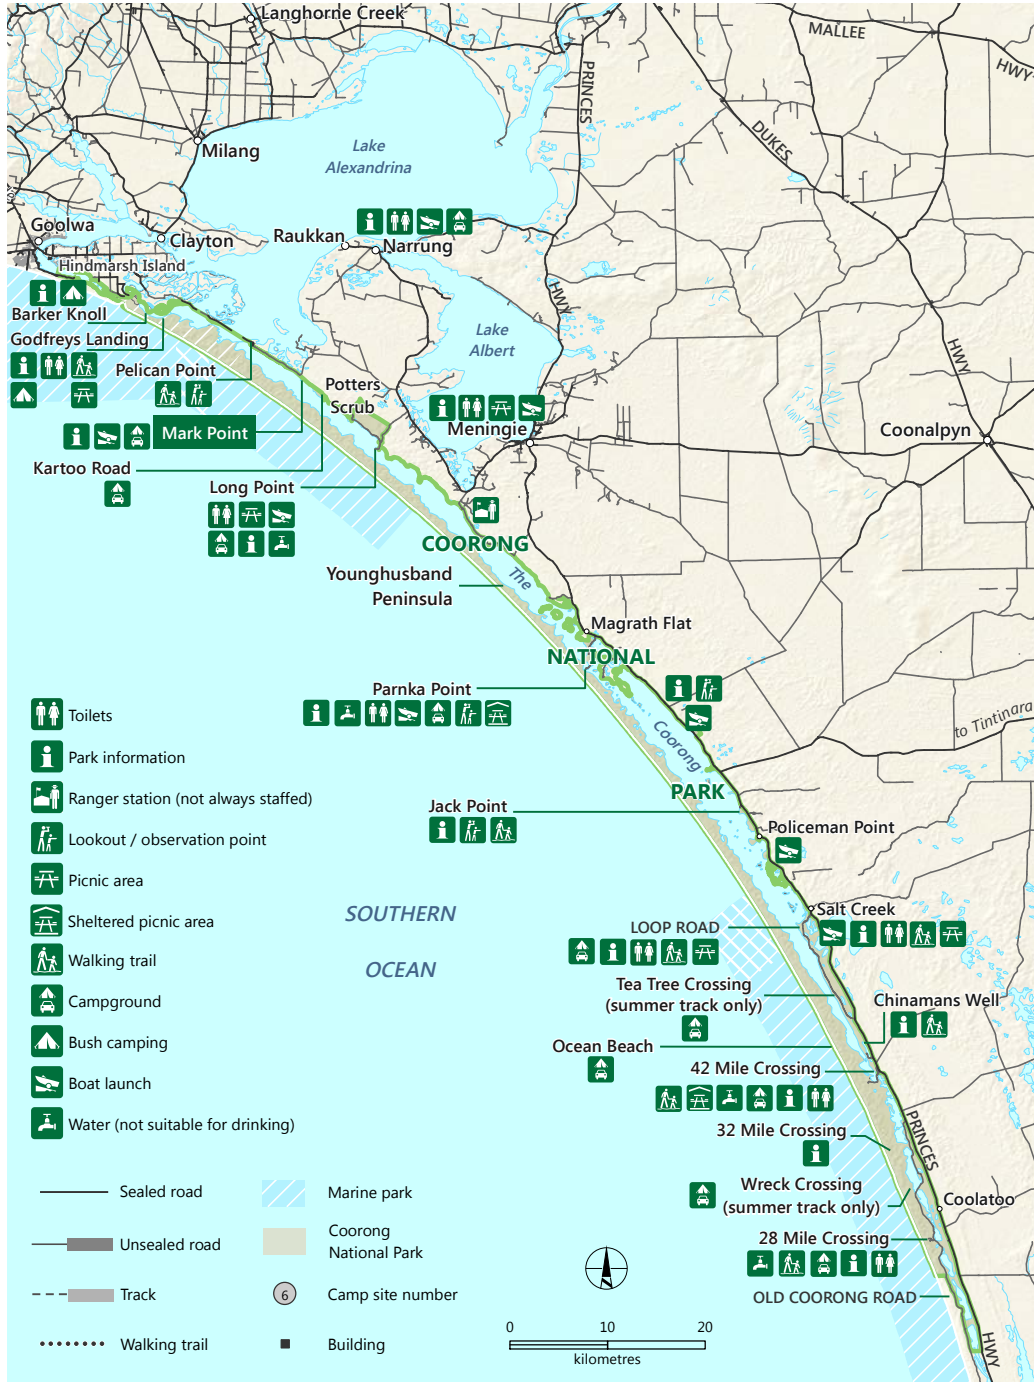 Langhorne Creek
MALLEE
HWY
PRINCES
DUKES
Milang
Lake
Alexandrina
Goolwa
Clayton
Raukkan
Narrung
Hindmarsh Island
HWY
Barker Knoll
Godfreys Landing
Lake
Albert
HWY
Pelican Point
Potters
Scrub
Mark Point
Meningie
Coonalpyn
Kartoo Road
Long Point
COORONG
The
Younghusband
Peninsula
Magrath Flat
NATIONAL
Parnka Point
Coorong
to Tintinara
Toilets
Park information
PARK
Ranger station (not always staffed)
Jack Point
Policeman Point
Lookout / observation point
Picnic area
SOUTHERN
OCEAN
Salt Creek
Sheltered picnic area
LOOP ROAD
Walking trail
Tea Tree Crossing
(summer track only)
Chinamans Well
Campground
Bush camping
Ocean Beach
42 Mile Crossing
Boat launch
Water (not suitable for drinking)
32 Mile Crossing
PRINCES
Wreck Crossing
(summer track only)
Coolatoo
28 Mile Crossing
OLD COORONG ROAD
HWY
Sealed road
Marine park
Unsealed road
Coorong
National Park
Track
6
Camp site number
Walking trail
Building
0 10 20
kilometres